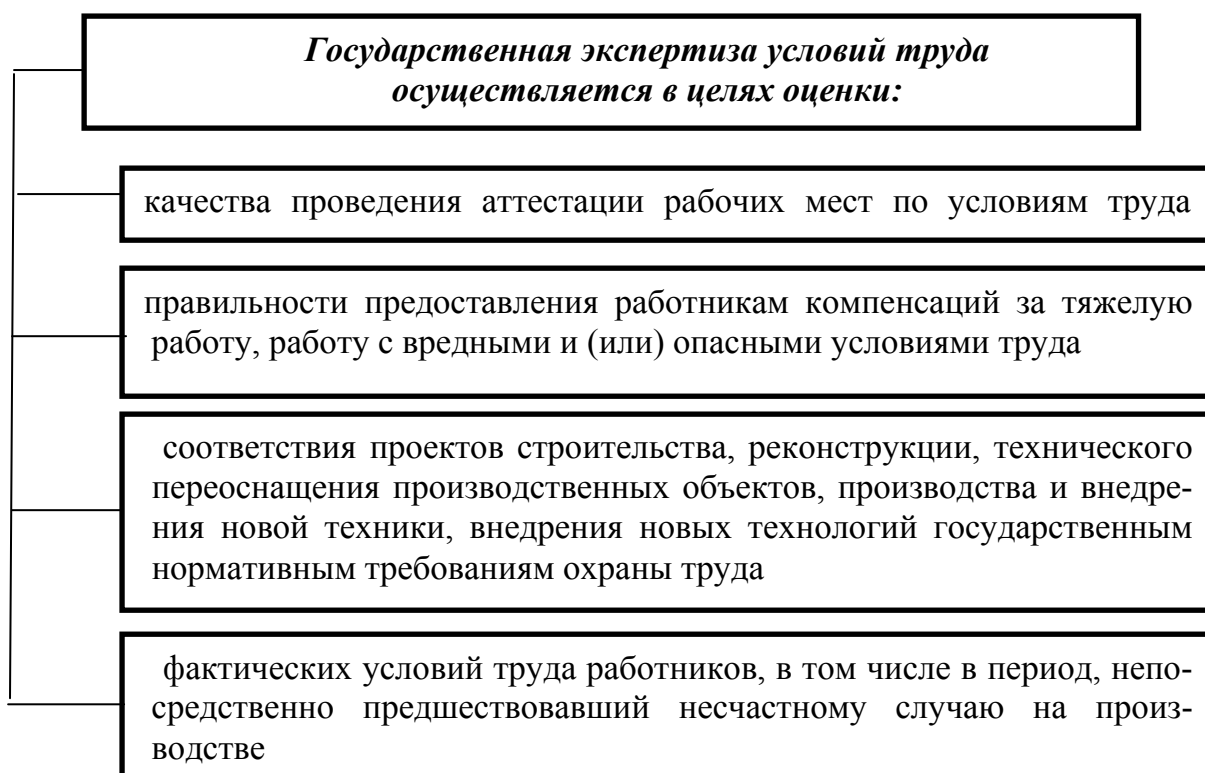 Государственная экспертиза условий труда
осуществляется в целях оценки:
качества проведения аттестации рабочих мест по условиям труда
правильности предоставления работникам компенсаций за тяжелую
работу, работу с вредными и (или) опасными условиями труда
соответствия проектов строительства, реконструкции, технического
переоснащения производственных объектов, производства и внедре-
ния новой техники, внедрения новых технологий государственным
нормативным требованиям охраны труда
фактических условий труда работников, в том числе в период, непо-
средственно предшествовавший несчастному случаю на произ-
водстве